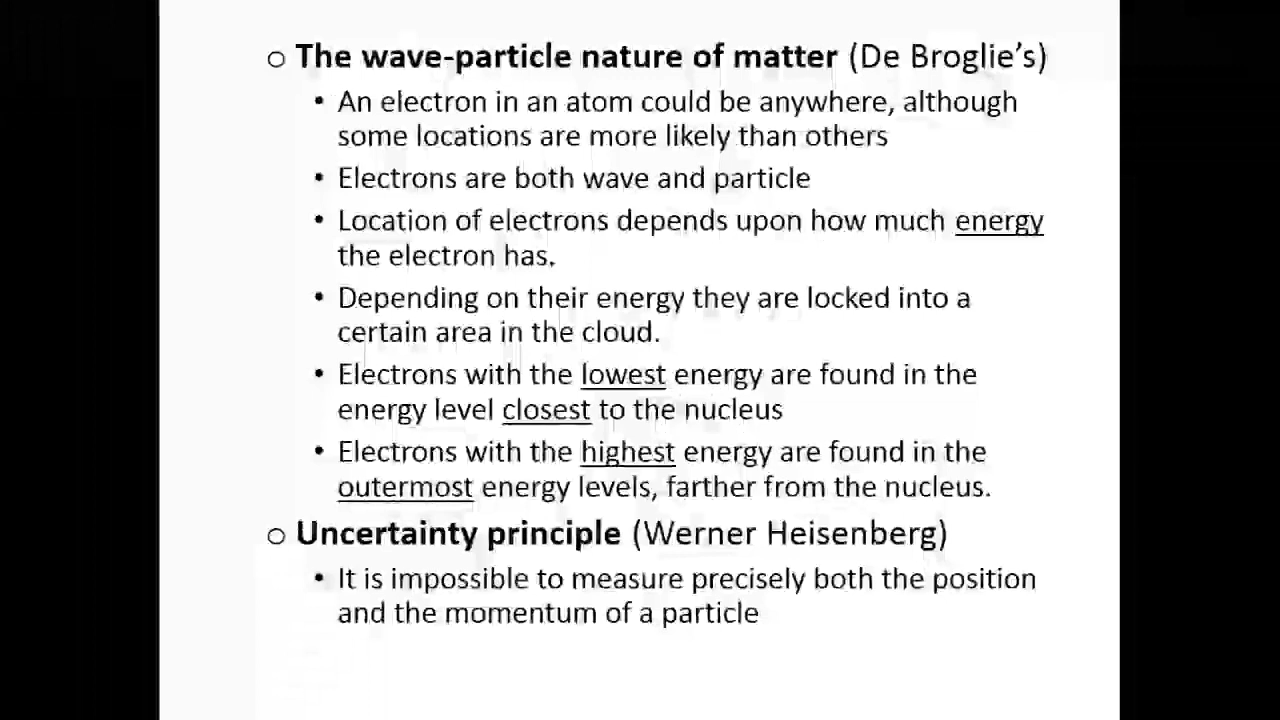 o The wave-particle nature of matter (De Broglie’s)
• An electron in an atom could be anywhere, although
some locations are more likely than others
• Electrons are both wave and particle
• Location of electrons depends upon how much energy
the electron has.
• Depending on their energy they are locked into a
certain area in the cloud.
• Electrons with the lowest energy are found in the
energy level closest to the nucleus
• Electrons with the highest energy are found in the
outermost energy levels, farther from the nucleus.
o Uncertainty principle (Werner Heisenberg)
• It is impossible to measure precisely both the position
and the momentum of a particle